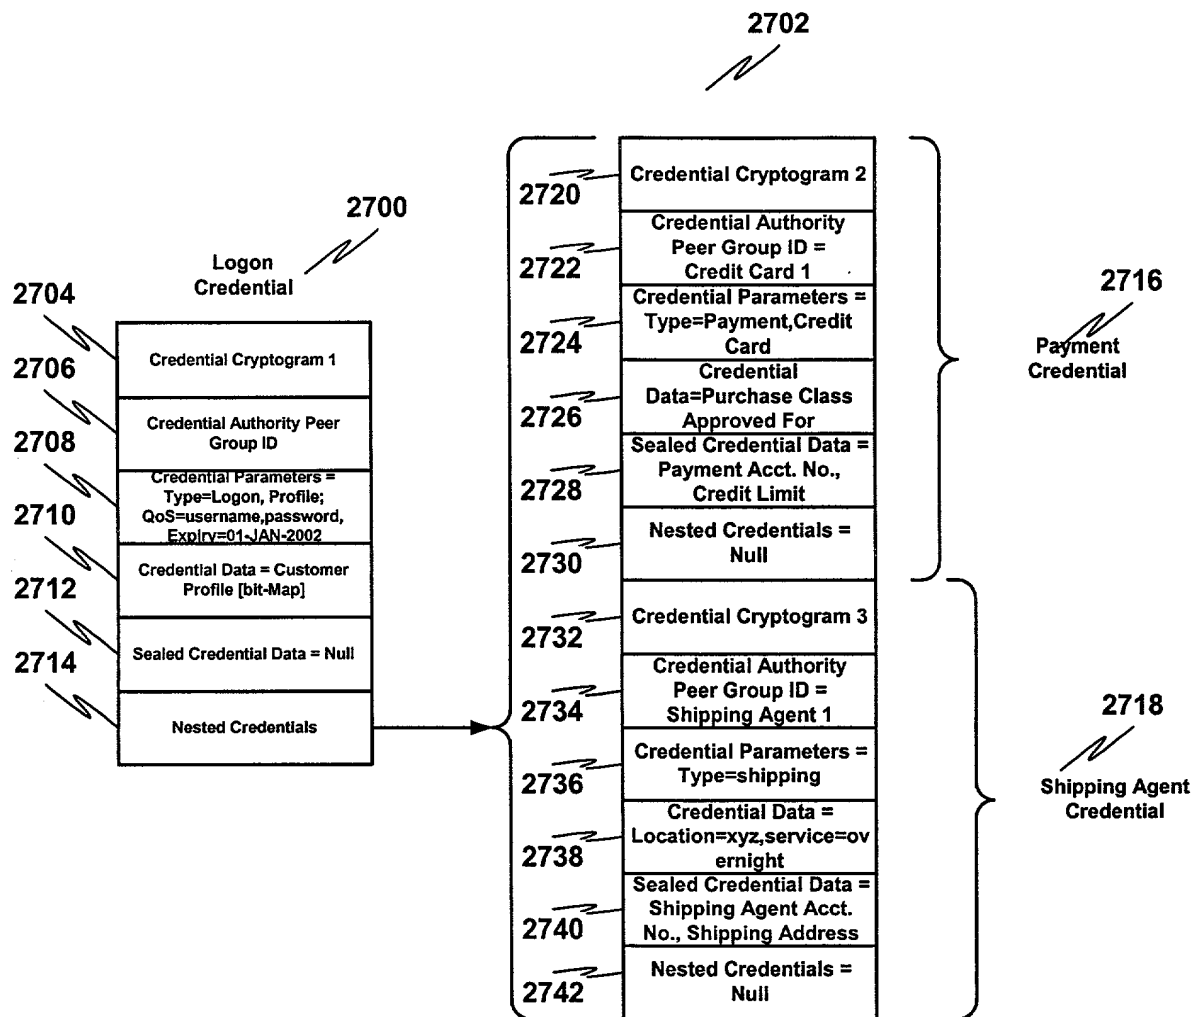 2702
2700
Logon
Credential
2704
2706
2708
2710
2712
2714
Credential Cryptogram 1
Credential Authority Peer
Group ID
Credential Parameters =
Type=Logon, Profile;
QoS=username,password,
Expiry=01-JAN-2002
Credential Data = Customer
Profile [bit-Map]
Sealed Credential Data = Null
Nested Credentials
2720
Credential Cryptogram 2
2722
Credential Authority
Peer Group ID =
Credit Card 1
2724
Credential Parameters =
Type=Payment,Credit
Card
2726
Credential
Data=Purchase Class
Approved For
2728
Sealed Credential Data =
Payment Acct. No.,
Credit Limit
2730
Nested Credentials =
Null
2732
Credential Cryptogram 3
2734
Credential Authority
Peer Group ID =
Shipping Agent 1
2736
Credential Parameters =
Type=shipping
2738
Credential Data =
Location=xyz,service=ov
ernight
2740
Sealed Credential Data =
Shipping Agent Acct.
No., Shipping Address
2742
Nested Credentials =
Null
2716
Payment
Credential
2718
Shipping Agent
Credential